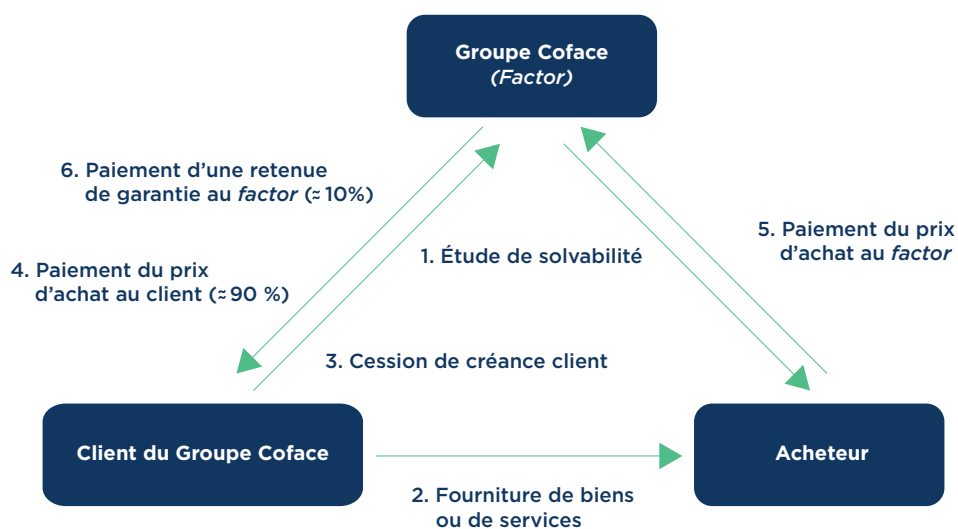 Groupe Coface
(Factor)
6. Paiement d’une retenue
de garantie au factor (≈ 10%)
5. Paiement du prix
d’achat au factor
1. Étude de solvabilité
4. Paiement du prix
d’achat au client (≈ 90 %)
3. Cession de créance client
Client du Groupe Coface
Acheteur
2. Fourniture de biens
ou de services